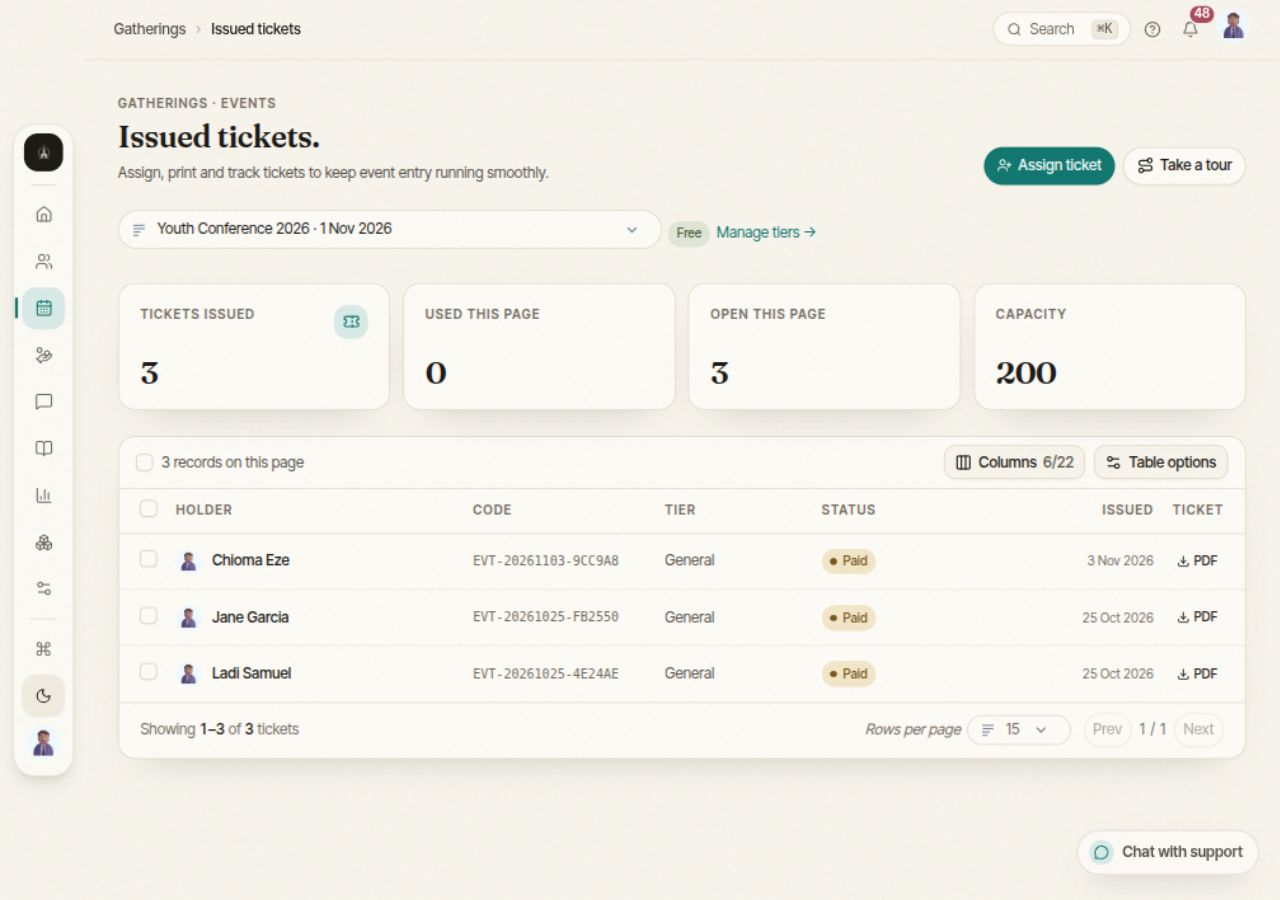 Gatherings › Issued tickets
Search ⌘K
48
GATHERINGS · EVENTS
Issued tickets.
Assign, print and track tickets to keep event entry running smoothly.
Assign ticket
Take a tour
Youth Conference 2026 · 1 Nov 2026
Free
Manage tiers →
TICKETS ISSUED
3
USED THIS PAGE
0
OPEN THIS PAGE
3
CAPACITY
200
3 records on this page
Columns 6/22
Table options
HOLDER CODE TIER STATUS ISSUED TICKET
Chioma Eze EVT-20261103-9CC9A8 General Paid 3 Nov 2026 PDF
Jane Garcia EVT-20261025-FB2550 General Paid 25 Oct 2026 PDF
Ladi Samuel EVT-20261025-4E24AE General Paid 25 Oct 2026 PDF
Showing 1–3 of 3 tickets
Rows per page 15
Prev 1 / 1 Next
Chat with support